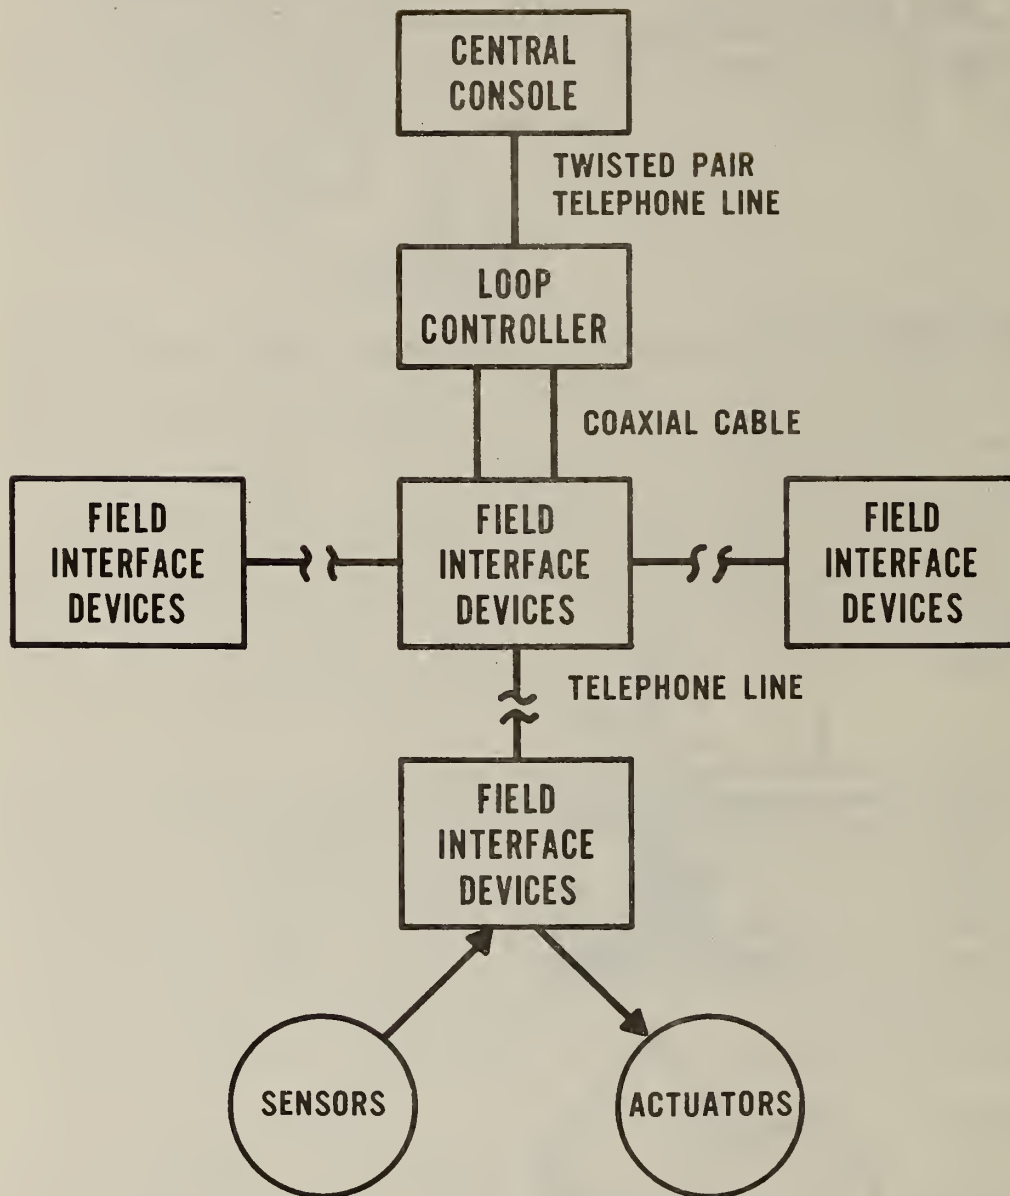 CENTRAL
CONSOLE
TWISTED PAIR
TELEPHONE LINE
LOOP
CONTROLLER
COAXIAL CABLE
FIELD
INTERFACE
DEVICES
FIELD
INTERFACE
DEVICES
FIELD
INTERFACE
DEVICES
TELEPHONE LINE
FIELD
INTERFACE
DEVICES
SENSORS
ACTUATORS